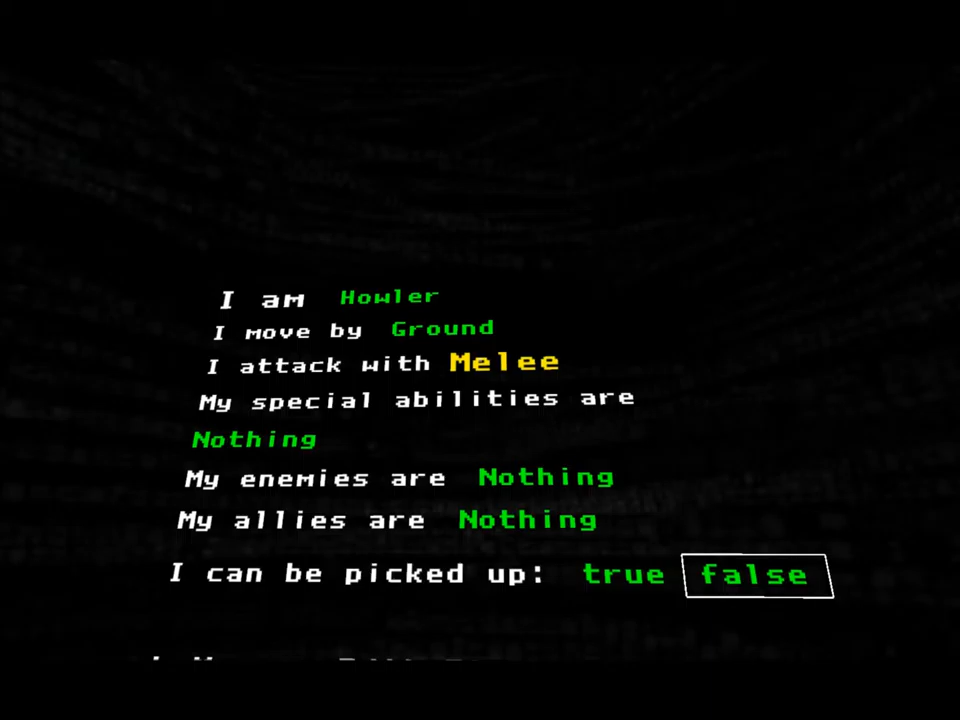 I am Howler
I move by Ground
I attack with Melee
My special abilities are
Nothing
My enemies are Nothing
My allies are Nothing
I can be picked up: true false